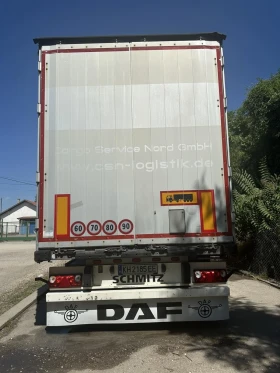 Service Nord GmbH
www.csn-logistik.de
60 70 80 90
SCHMITZ
DAF